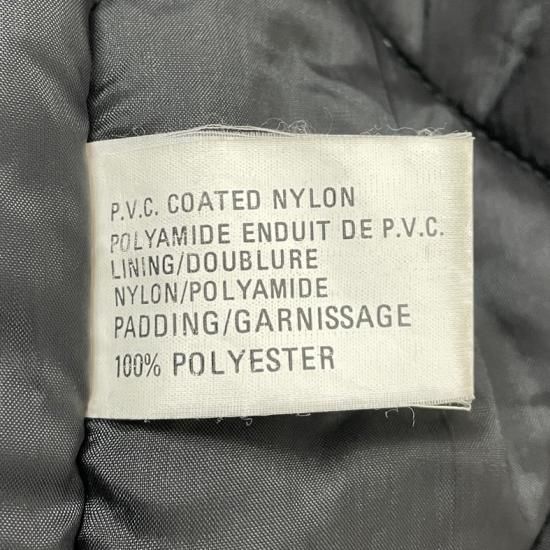 P.V.C. COATED NYLON
POLYAMIDE ENDUIT DE P.V.C.
LINING/DOUBLURE
NYLON/POLYAMIDE
PADDING/GARNISSAGE
100% POLYESTER